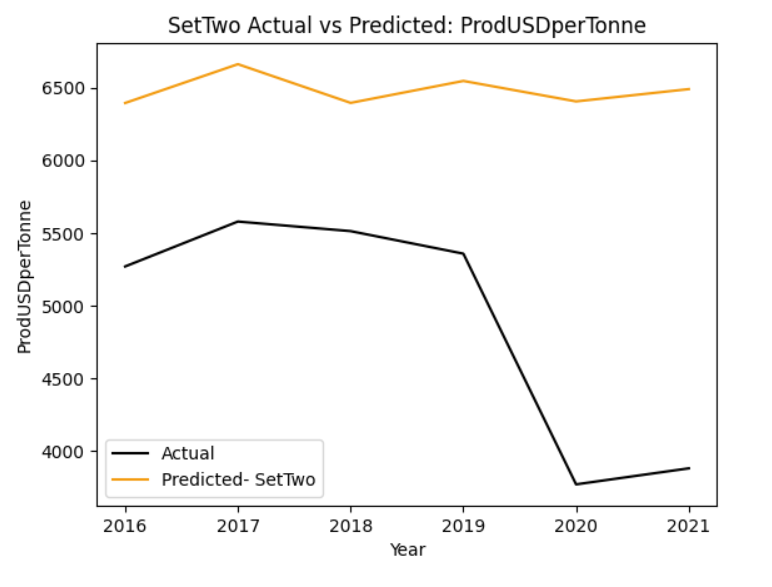 SetTwo Actual vs Predicted: ProdUSDperTonne
ProdUSDperTonne
6500
6000
5500
5000
4500
4000
Actual
Predicted- SetTwo
2016 2017 2018 2019 2020 2021
Year